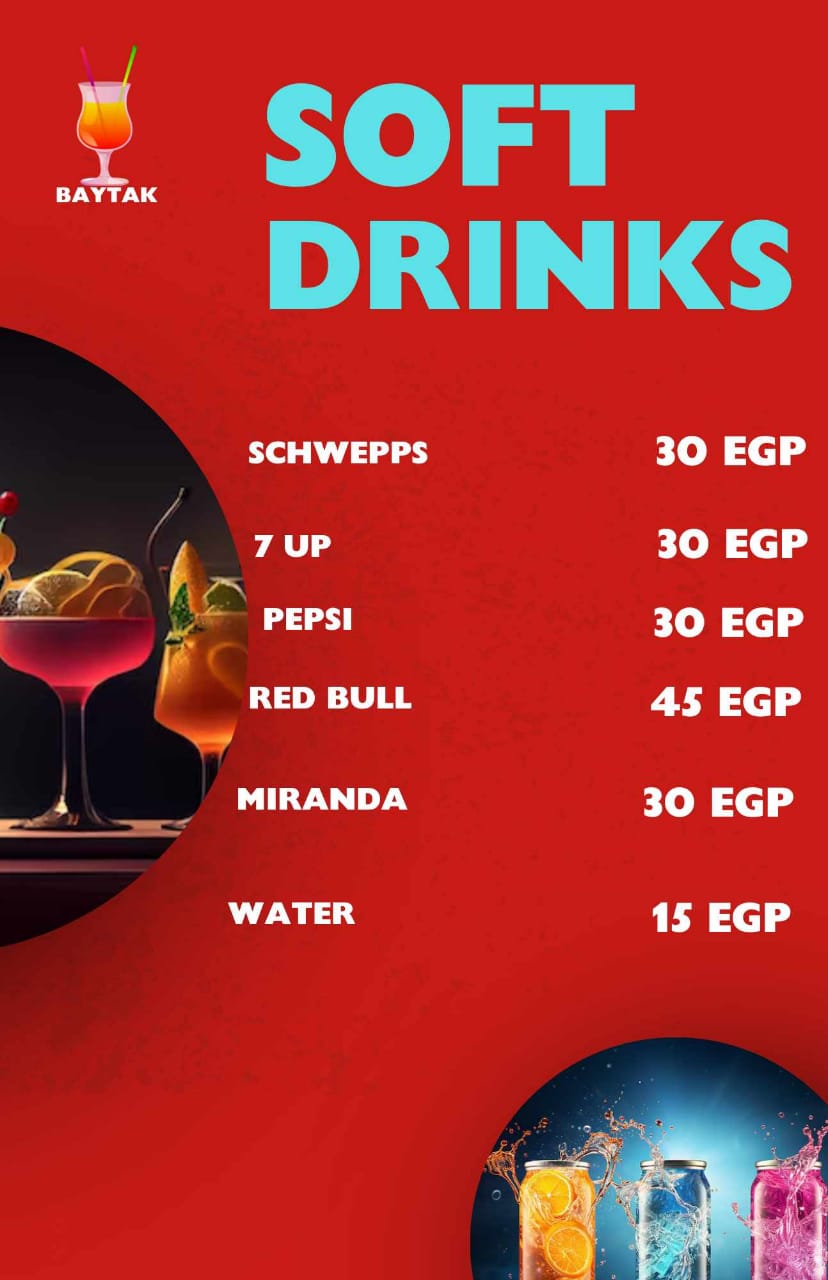 BAYTAK
SOFT
DRINKS
SCHWEPPS 30 EGP
7 UP 30 EGP
PEPSI 30 EGP
RED BULL 45 EGP
MIRANDA 30 EGP
WATER 15 EGP